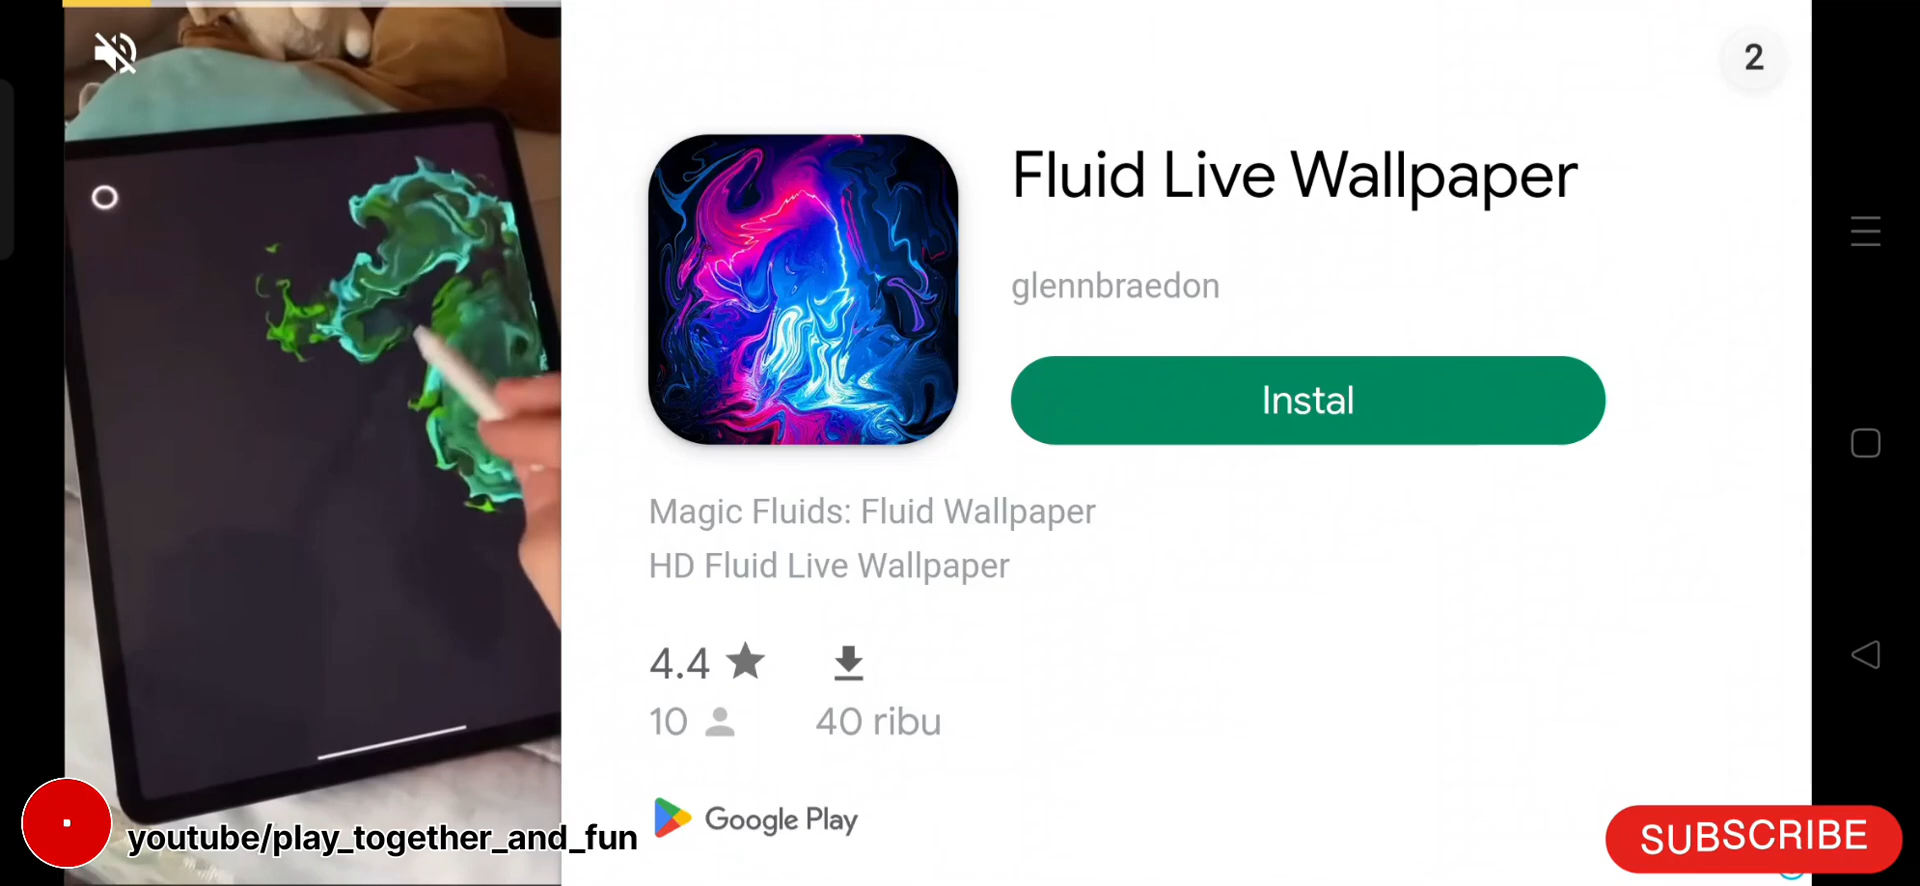 2
Fluid Live Wallpaper
glennbraedon
Instal
Magic Fluids: Fluid Wallpaper
HD Fluid Live Wallpaper
4.4
10
40 ribu
Google Play
youtube/play_together_and_fun
SUBSCRIBE